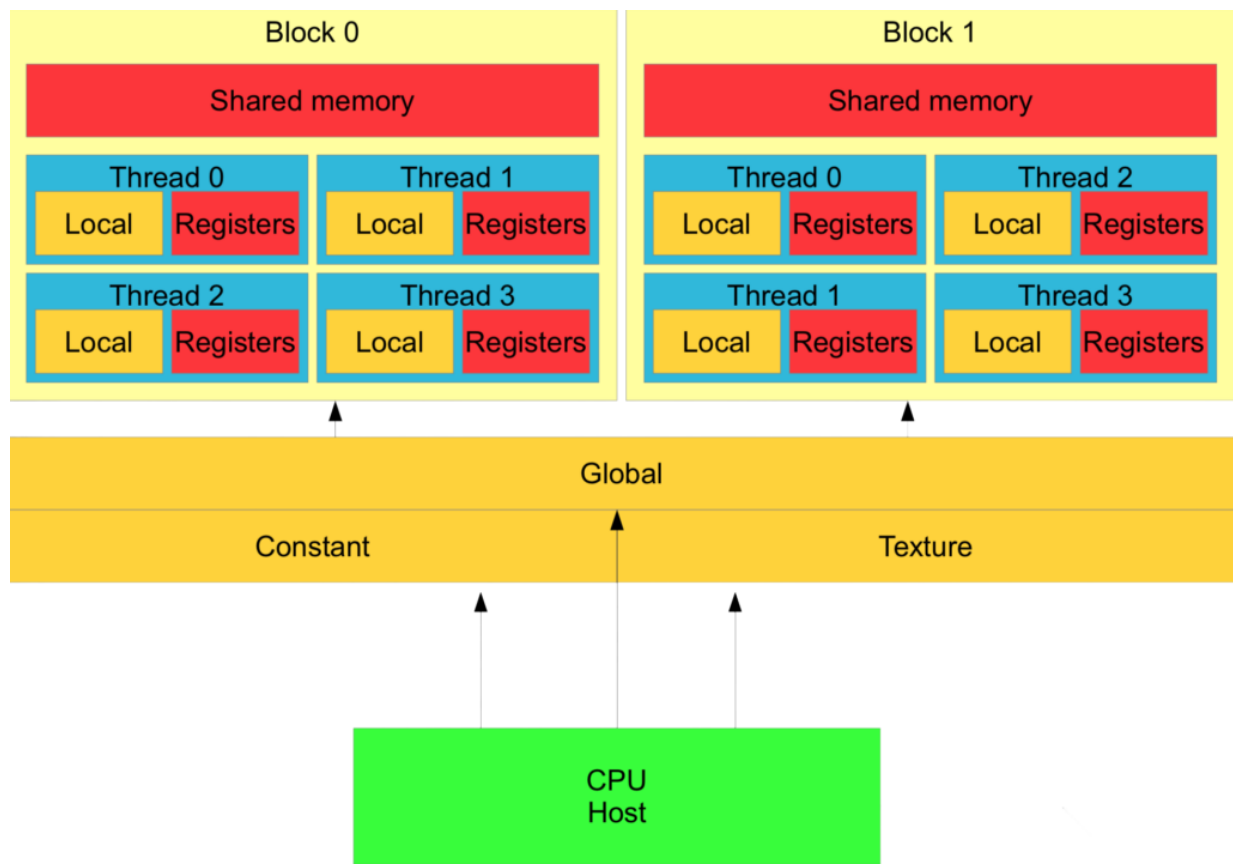 Block 0
Shared memory
Thread 0
Local
Registers
Thread 1
Local
Registers
Thread 2
Local
Registers
Thread 3
Local
Registers
Block 1
Shared memory
Thread 0
Local
Registers
Thread 2
Local
Registers
Thread 1
Local
Registers
Thread 3
Local
Registers
Global
Constant
Texture
CPU
Host